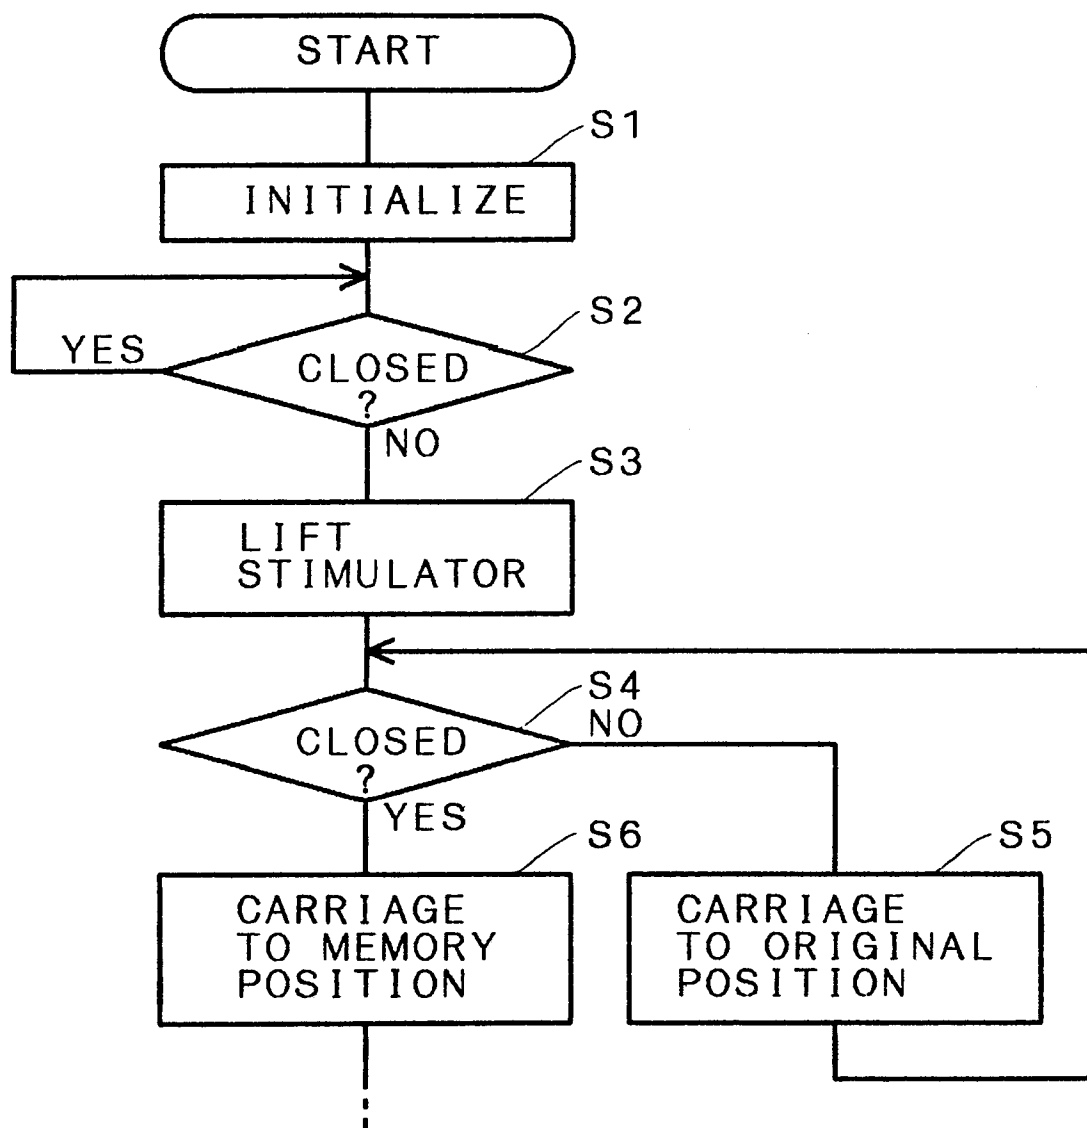 START
S1
INITIALIZE
S2
YES
CLOSED
?
NO
S3
LIFT
STIMULATOR
S4
NO
CLOSED
?
YES
S6
S5
CARRIAGE
TO MEMORY
POSITION
CARRIAGE
TO ORIGINAL
POSITION